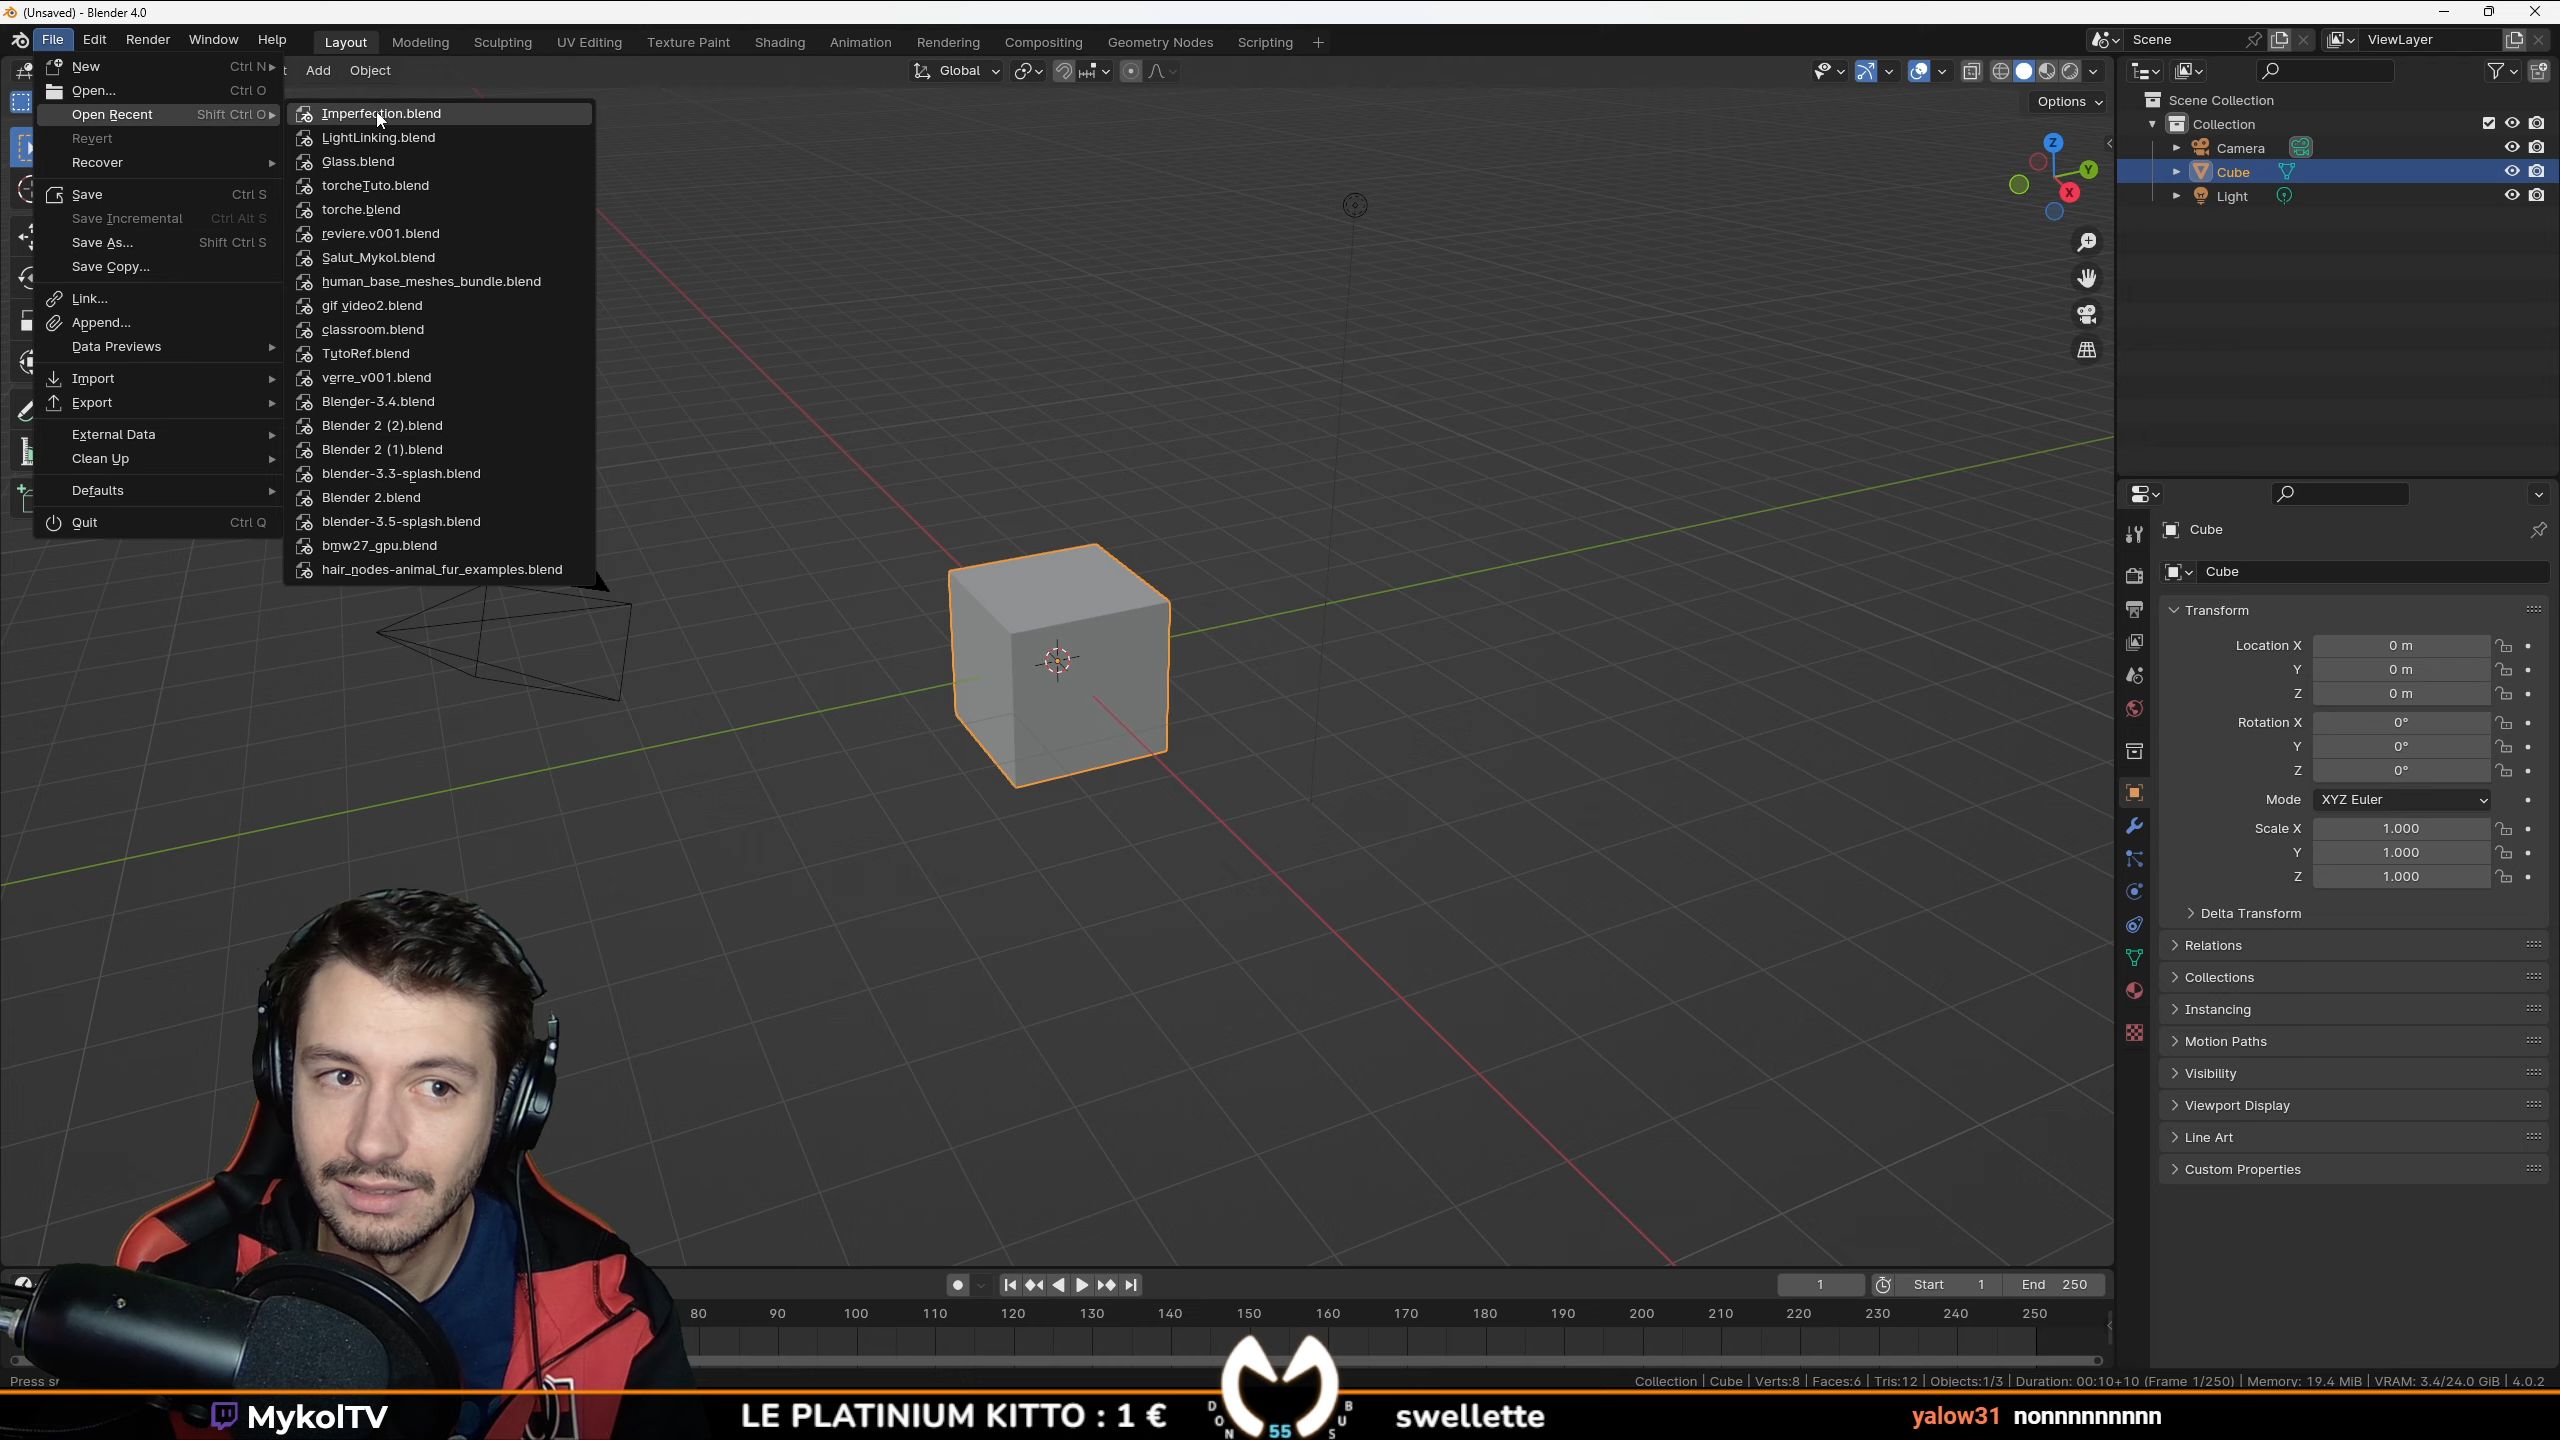 (Unsaved) - Blender 4.0
File Edit Render Window Help Layout Modeling Sculpting UV Editing Texture Paint Shading Animation Rendering Compositing Geometry Nodes Scripting + Scene ViewLayer
Add Object Global
Options
New Ctrl N
Open... Ctrl O
Open Recent Shift Ctrl O
Revert
Recover
Save Ctrl S
Save Incremental Ctrl Alt S
Save As... Shift Ctrl S
Save Copy...
Link...
Append...
Data Previews
Import
Export
External Data
Clean Up
Defaults
Quit Ctrl Q
Imperfection.blend
LightLinking.blend
Glass.blend
torcheTuto.blend
torche.blend
reviere.v001.blend
Salut_Mykol.blend
human_base_meshes_bundle.blend
gif video2.blend
classroom.blend
TutoRef.blend
verre_v001.blend
Blender-3.4.blend
Blender 2 (2).blend
Blender 2 (1).blend
blender-3.3-splash.blend
Blender 2.blend
blender-3.5-splash.blend
bmw27_gpu.blend
hair_nodes-animal_fur_examples.blend
Z
Y
X
Scene Collection
Collection
Camera
Cube
Light
Cube
Cube
Transform
Location X 0 m
Y 0 m
Z 0 m
Rotation X 0°
Y 0°
Z 0°
Mode XYZ Euler
Scale X 1.000
Y 1.000
Z 1.000
Delta Transform
Relations
Collections
Instancing
Motion Paths
Visibility
Viewport Display
Line Art
Custom Properties
1 Start 1 End 250
80 90 100 110 120 130 140 150 160 170 180 190 200 210 220 230 240 250
Collection | Cube | Verts:8 | Faces:6 | Tris:12 | Objects:1/3 | Duration: 00:10+10 (Frame 1/250) | Memory: 19.4 MiB | VRAM: 3.4/24.0 GiB | 4.0.2
MykolTV LE PLATINIUM KITTO : 1 € DON 55 BUS swellette yalow31 nonnnnnnnnn